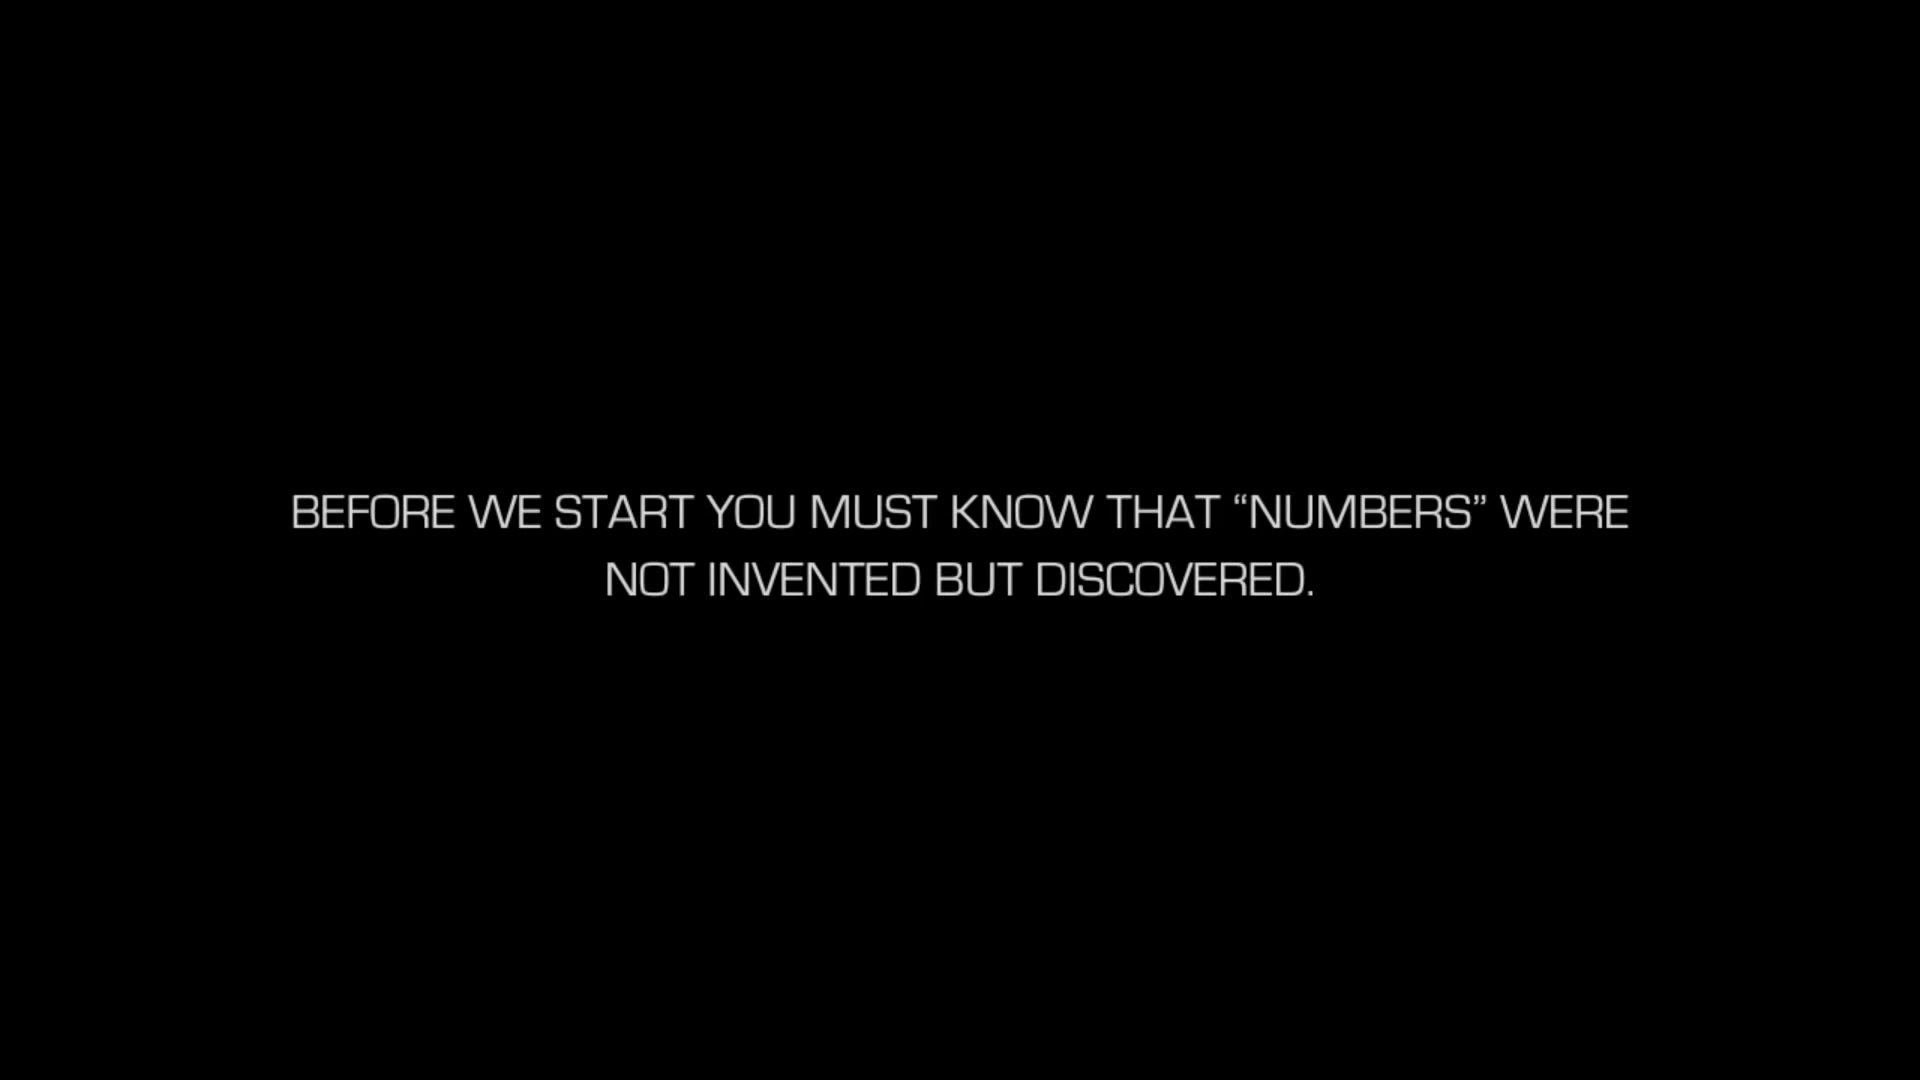 BEFORE WE START YOU MUST KNOW THAT “NUMBERS” WERE
NOT INVENTED BUT DISCOVERED.